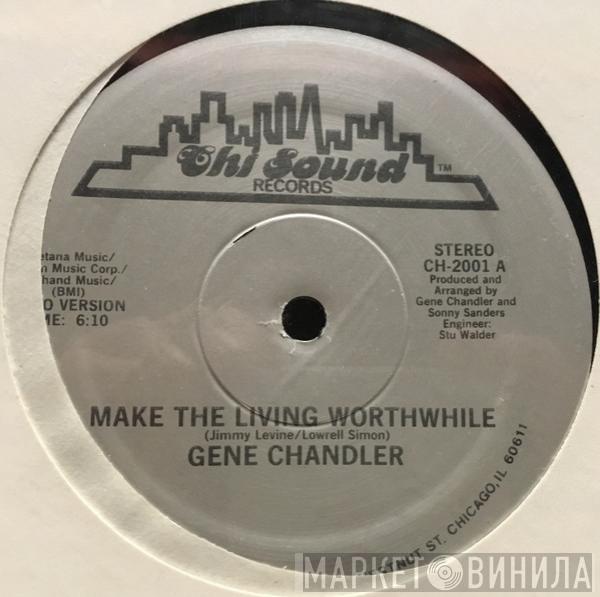 Chi Sound TM
RECORDS
etana Music/
Music Corp./
hand Music/
(BMI)
VERSION
6:10
STEREO
CH-2001 A
Produced and
Arranged by
Gene Chandler and
Sonny Sanders
Engineer:
Stu Walder
MAKE THE LIVING WORTHWHILE
(Jimmy Levine/Lowrell Simon)
GENE CHANDLER
ST. CHICAGO, IL 60611
МАРКЕТ ВИНИЛА